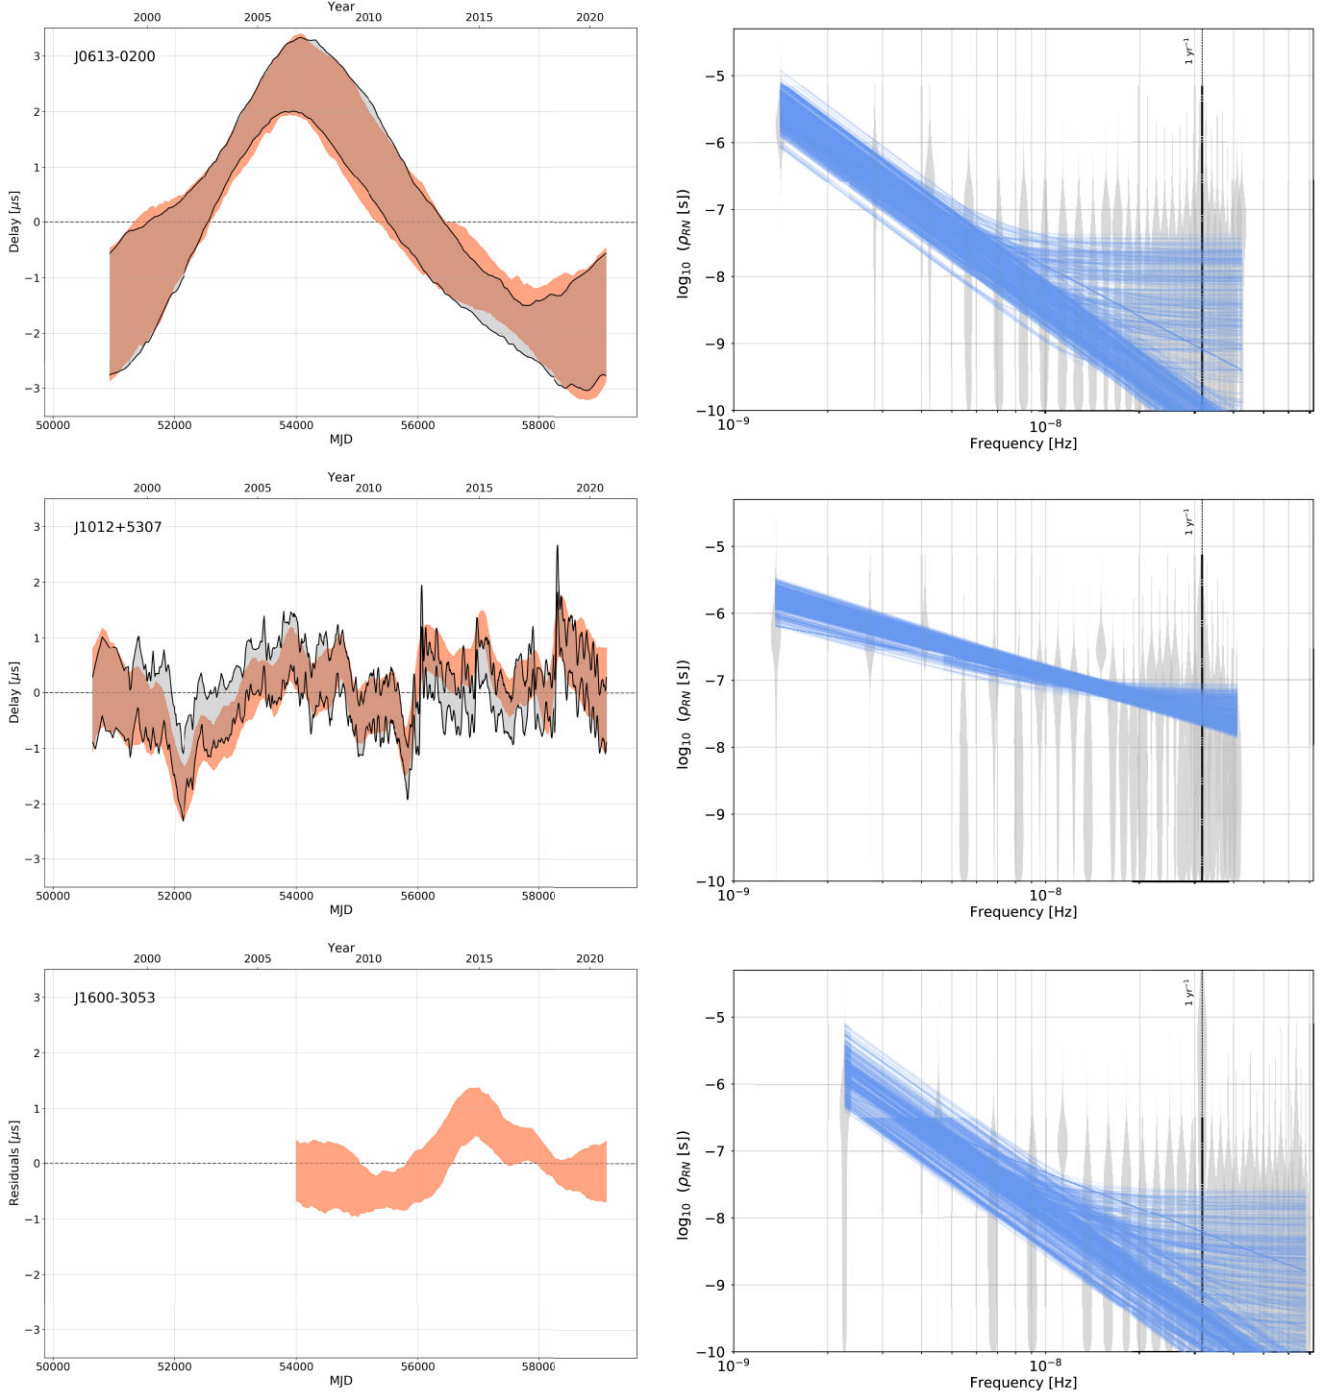 Year
2000 2005 2010 2015 2020
J0613-0200
3
2
1
0
−1
−2
−3
Delay [μs]
50000 52000 54000 56000 58000
MJD
1 yr⁻¹
−5
−6
−7
−8
−9
−10
log₁₀ (ρRN [s])
10⁻⁹ 10⁻⁸
Frequency [Hz]
Year
2000 2005 2010 2015 2020
J1012+5307
3
2
1
0
−1
−2
−3
Delay [μs]
50000 52000 54000 56000 58000
MJD
1 yr⁻¹
−5
−6
−7
−8
−9
−10
log₁₀ (ρRN [s])
10⁻⁹ 10⁻⁸
Frequency [Hz]
Year
2000 2005 2010 2015 2020
J1600-3053
3
2
1
0
−1
−2
−3
Residuals [μs]
50000 52000 54000 56000 58000
MJD
1 yr⁻¹
−5
−6
−7
−8
−9
−10
log₁₀ (ρRN [s])
10⁻⁹ 10⁻⁸
Frequency [Hz]